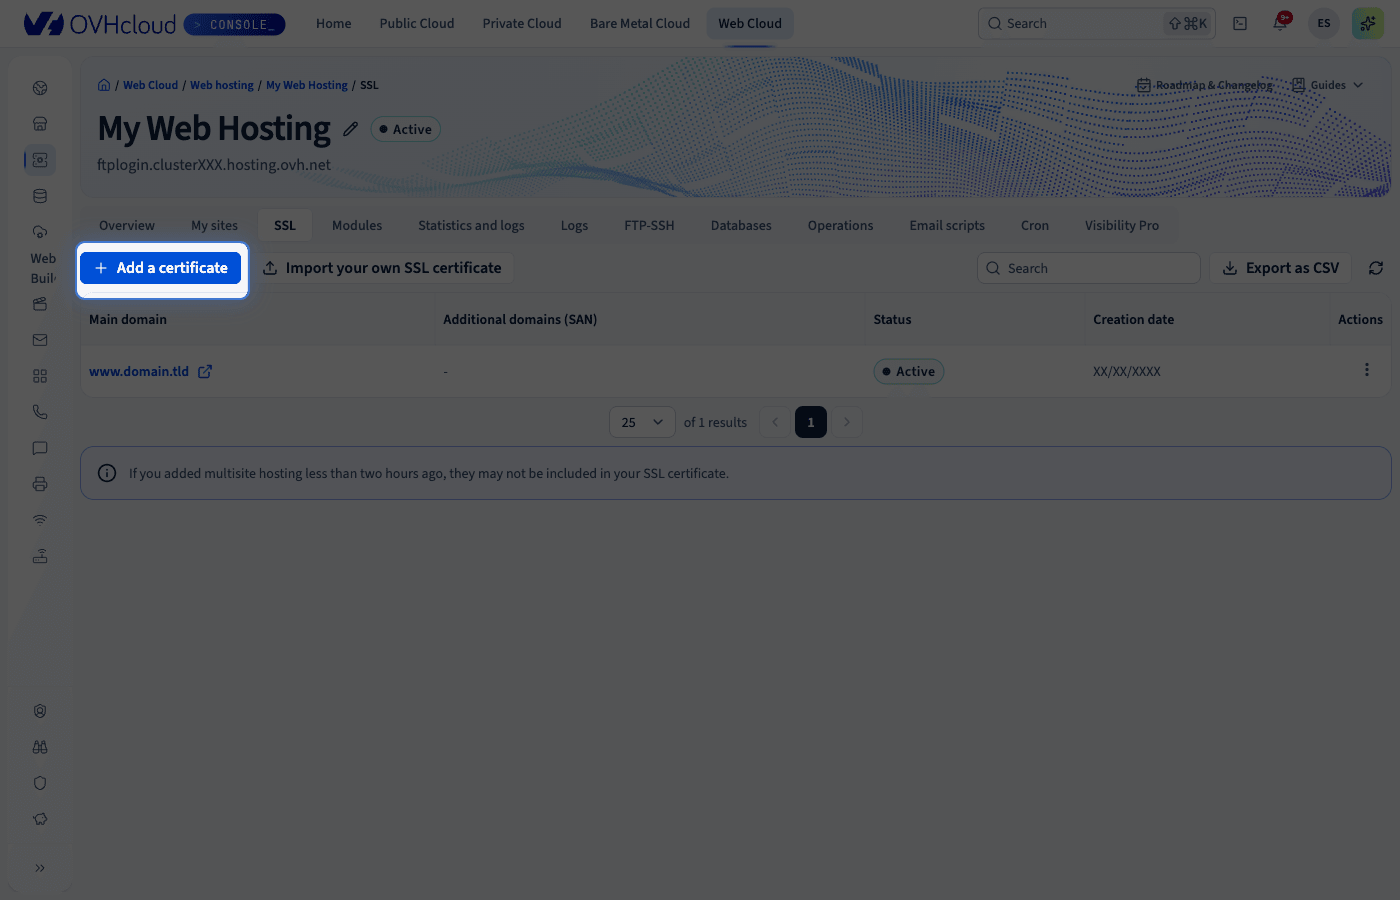 OVHcloud > CONSOLE_ Home Public Cloud Private Cloud Bare Metal Cloud Web Cloud Search ⇧⌘K 9+ ES
/ Web Cloud / Web hosting / My Web Hosting / SSL Roadmap & Changelog Guides
My Web Hosting Active
ftplogin.clusterXXX.hosting.ovh.net
Overview My sites SSL Modules Statistics and logs Logs FTP-SSH Databases Operations Email scripts Cron Visibility Pro
Web
Buil
+ Add a certificate Import your own SSL certificate Search Export as CSV
Main domain Additional domains (SAN) Status Creation date Actions
www.domain.tld - Active XX/XX/XXXX
25 of 1 results 1
If you added multisite hosting less than two hours ago, they may not be included in your SSL certificate.